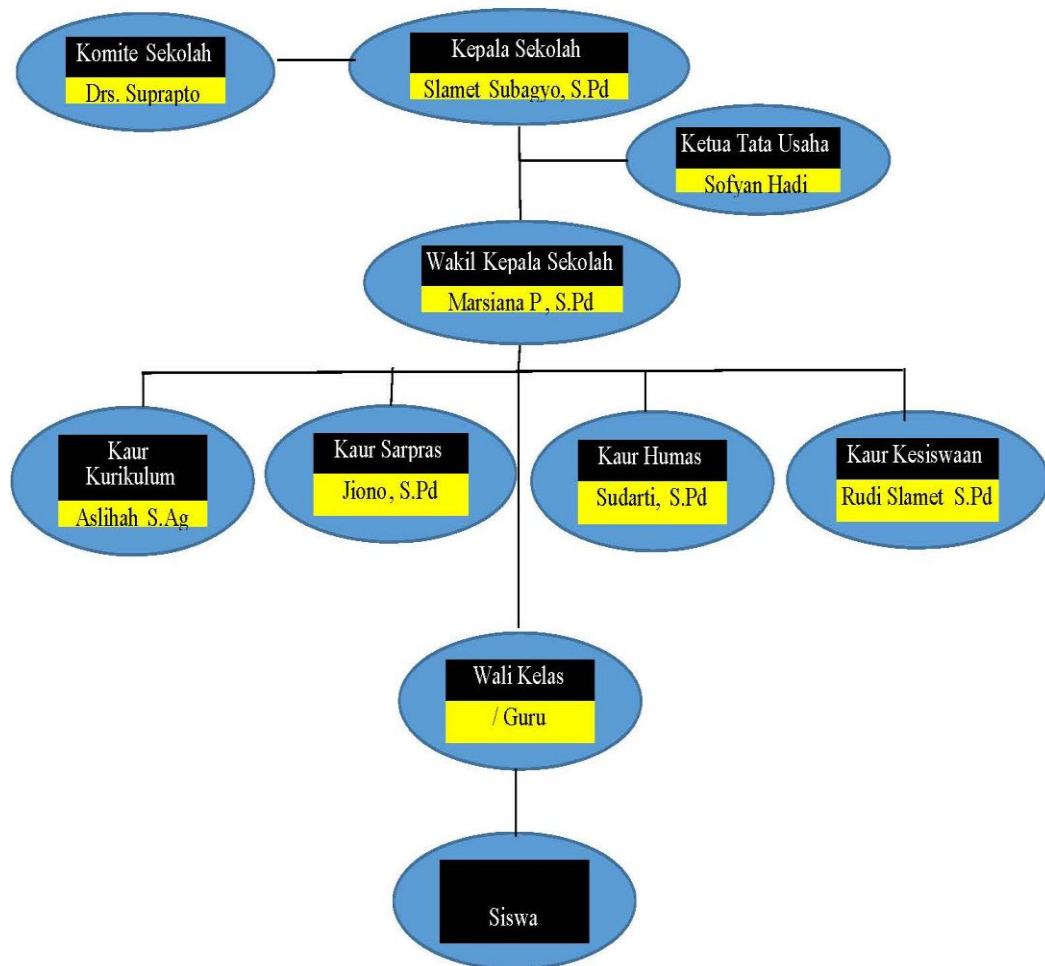 Komite Sekolah
Drs. Suprapto
Kepala Sekolah
Slamet Subagyo, S.Pd
Ketua Tata Usaha
Sofyan Hadi
Wakil Kepala Sekolah
Marsiana P, S.Pd
Kaur
Kurikulum
Aslihah S.Ag
Kaur Sarpras
Jiono, S.Pd
Kaur Humas
Sudarti, S.Pd
Kaur Kesiswaan
Rudi Slamet S.Pd
Wali Kelas
/ Guru
Siswa